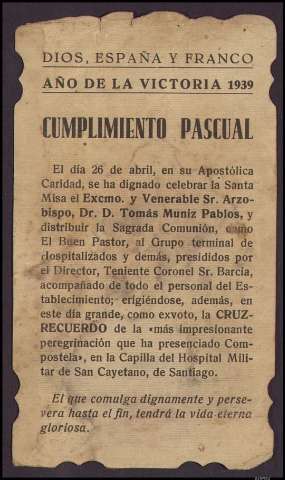 DIOS, ESPAÑA Y FRANCO
AÑO DE LA VICTORIA 1939
CUMPLIMIENTO PASCUAL
El día 26 de abril, en su Apostólica
Caridad, se ha dignado celebrar la Santa
Misa el Excmo. y Venerable Sr. Arzo-
bispo, Dr. D. Tomás Muniz Pablos, y
distribuir la Sagrada Comunión, como
El Buen Pastor, al Grupo terminal de
Hospitalizados y demás, presididos por
el Director, Teniente Coronel Sr. Barcia,
acompañado de todo el personal del Es-
tablecimiento; erigiéndose, además, en
este día grande, como exvoto, la CRUZ-
RECUERDO de la «más impresionante
peregrinación que ha presenciado Com-
postela», en la Capilla del Hospital Mili-
tar de San Cayetano, de Santiago.
El que comulga dignamente y perse-
vera hasta el fin, tendrá la vida eterna
gloriosa.